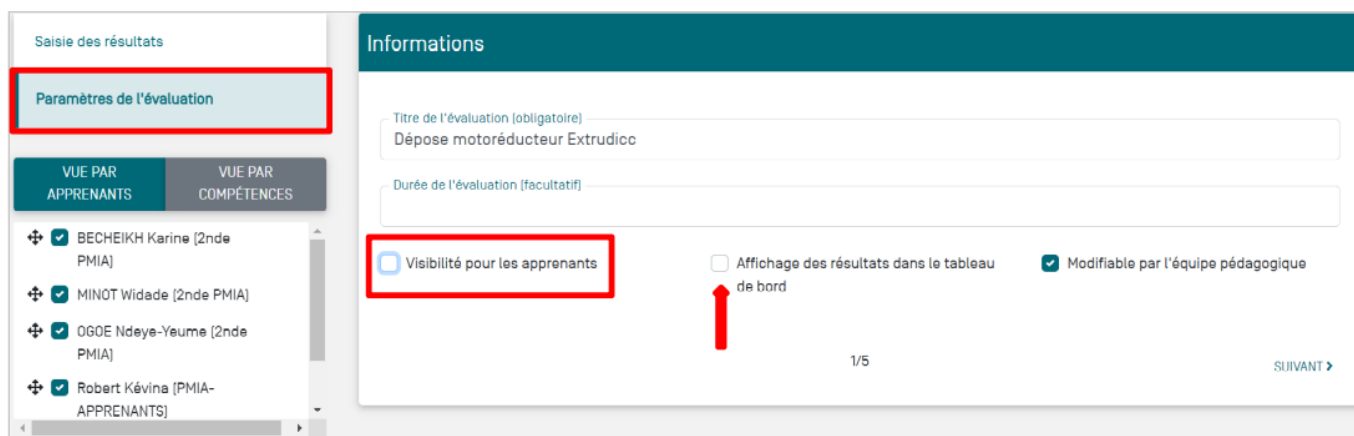 Saisie des résultats
Paramètres de l'évaluation
VUE PAR
APPRENANTS
VUE PAR
COMPÉTENCES
BECHEIKH Karine (2nde
PMIA)
MINOT Widade (2nde PMIA)
OGOE Ndeye-Yeume (2nde
PMIA)
Robert Kévina (PMIA-
APPRENANTS)
Informations
Titre de l'évaluation (obligatoire)
Dépose motoréducteur Extrudicc
Durée de l'évaluation (facultatif)
Visibilité pour les apprenants
Affichage des résultats dans le tableau
de bord
Modifiable par l'équipe pédagogique
1/5
SUIVANT >